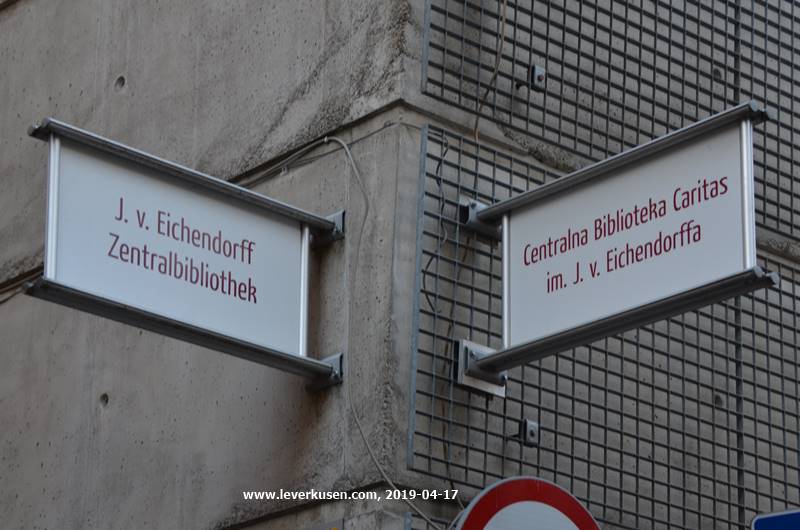 J. v. Eichendorff
Zentralbibliothek
Centralna Biblioteka Caritas
im. J. v. Eichendorffa
www.leverkusen.com, 2019-04-17